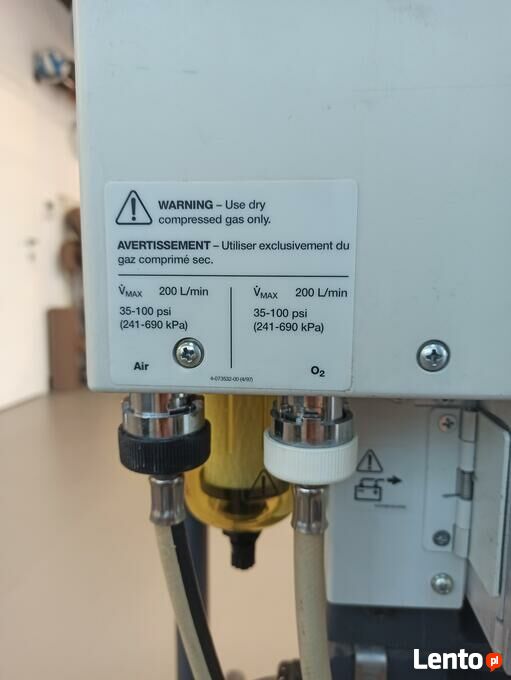 WARNING – Use dry
compressed gas only.
AVERTISSEMENT – Utiliser exclusivement du
gaz comprimé sec.
V̇MAX 200 L/min
35-100 psi
(241-690 kPa)
Air
V̇MAX 200 L/min
35-100 psi
(241-690 kPa)
O2
4-073532-00 (4/97)
Lento.pl